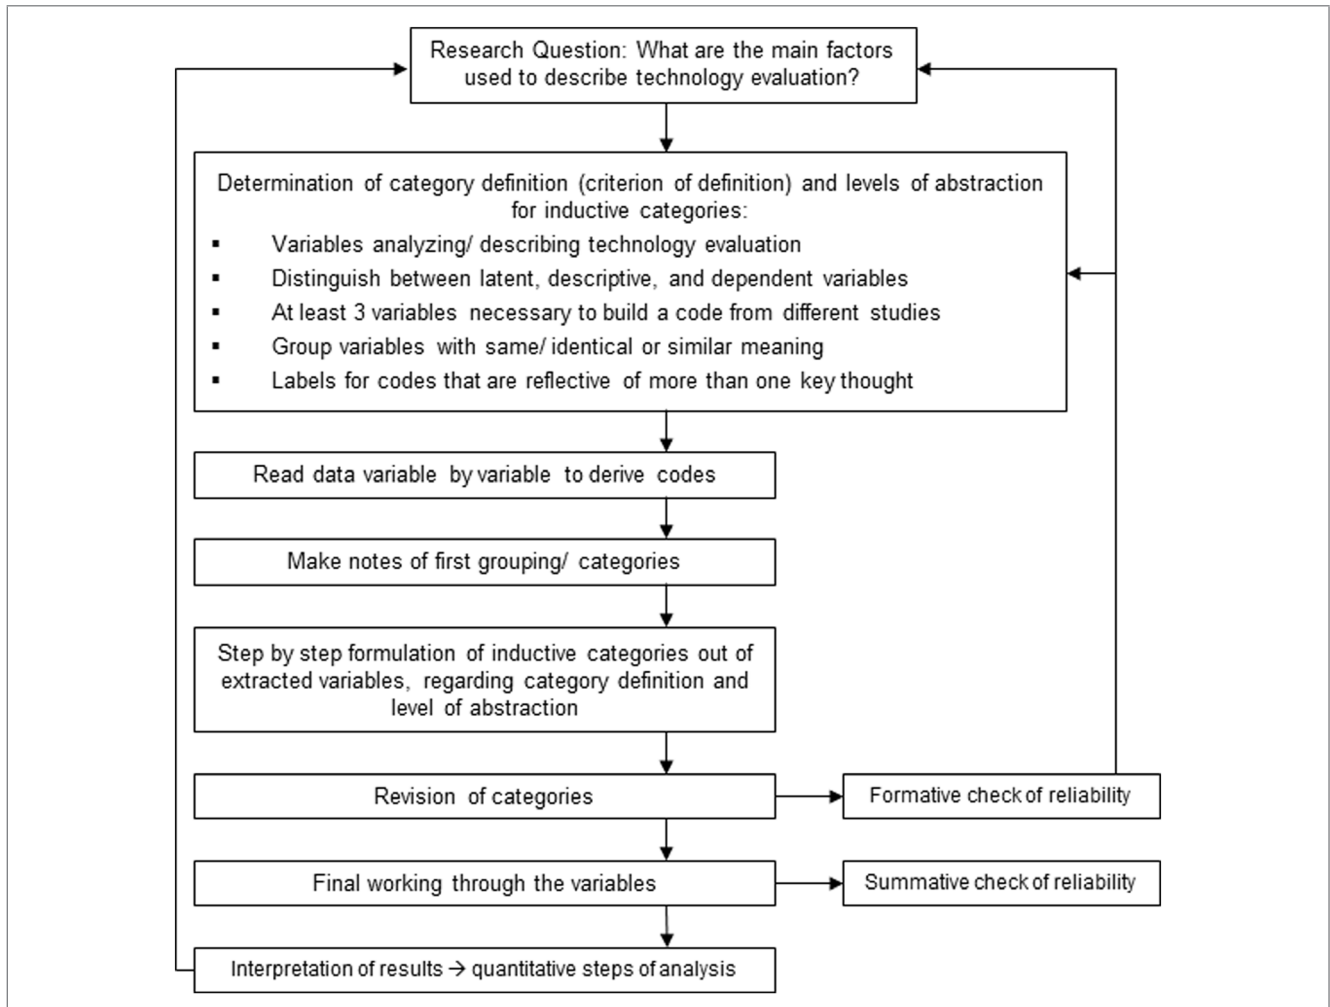 Research Question: What are the main factors
used to describe technology evaluation?
Determination of category definition (criterion of definition) and levels of abstraction
for inductive categories:
▪ Variables analyzing/ describing technology evaluation
▪ Distinguish between latent, descriptive, and dependent variables
▪ At least 3 variables necessary to build a code from different studies
▪ Group variables with same/ identical or similar meaning
▪ Labels for codes that are reflective of more than one key thought
Read data variable by variable to derive codes
Make notes of first grouping/ categories
Step by step formulation of inductive categories out of
extracted variables, regarding category definition and
level of abstraction
Revision of categories
Formative check of reliability
Final working through the variables
Summative check of reliability
Interpretation of results → quantitative steps of analysis